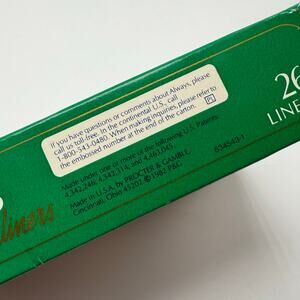 If you have questions or comments about Always, please
call us toll-free. In the continental U.S., call
1-800-543-0480. When making inquiries, please refer to
the embossed number at the end of the carton.
Made under one or more of the following U.S. Patents:
4,342,246, 4,342,314, and 4,463,045
Made in U.S.A. by PROCTER & GAMBLE
Cincinnati, Ohio 45202 ©1982 P&G
634549-1
26
LINE
liners